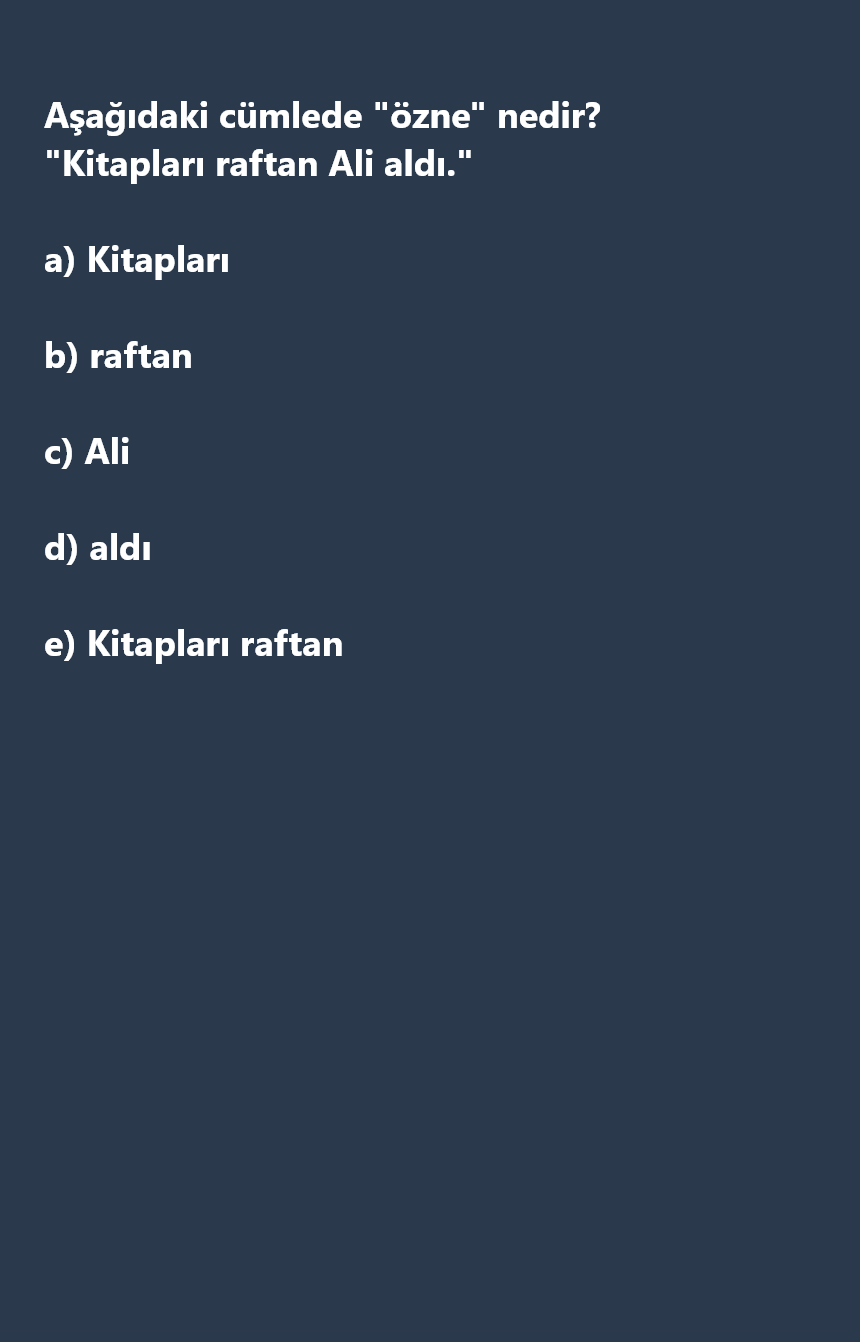 Aşağıdaki cümlede "özne" nedir?
"Kitapları raftan Ali aldı."
a) Kitapları
b) raftan
c) Ali
d) aldı
e) Kitapları raftan